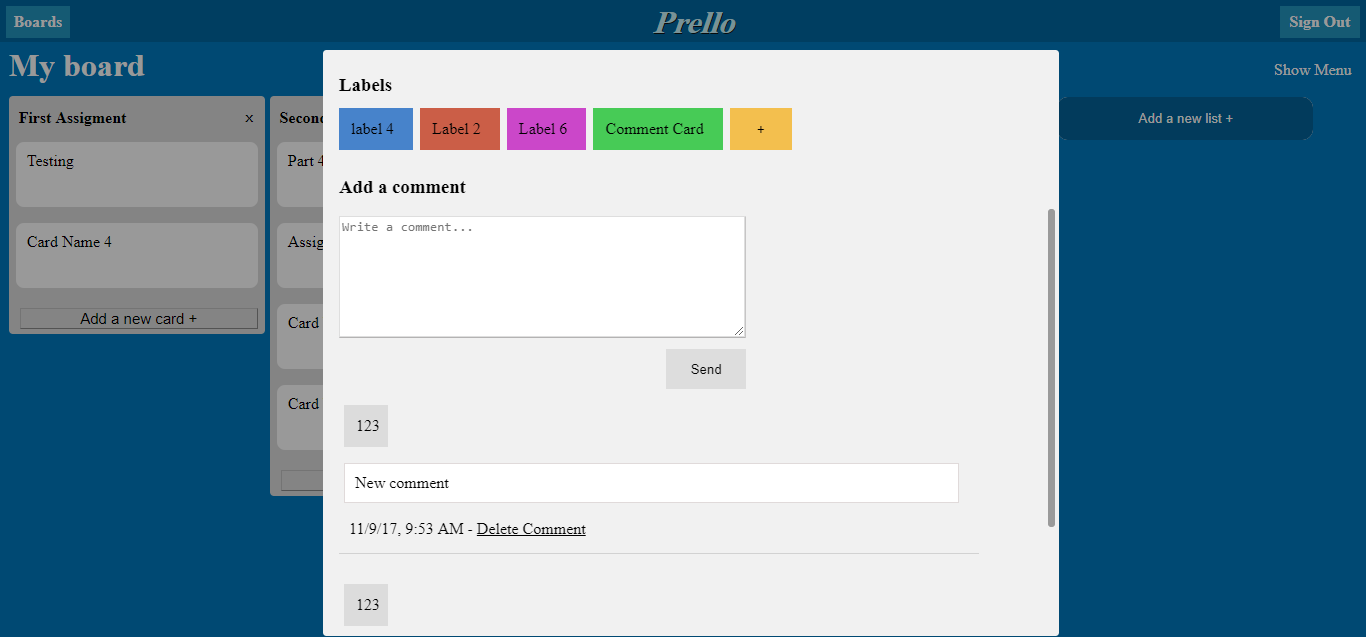 Boards
Prello
Sign Out
My board
Show Menu
First Assigment x
Testing
Card Name 4
Add a new card +
Part 4
Card
Card
Labels
label 4
Label 2
Label 6
Comment Card
+
Add a comment
Write a comment...
Send
123
New comment
11/9/17, 9:53 AM - Delete Comment
123
Add a new list +